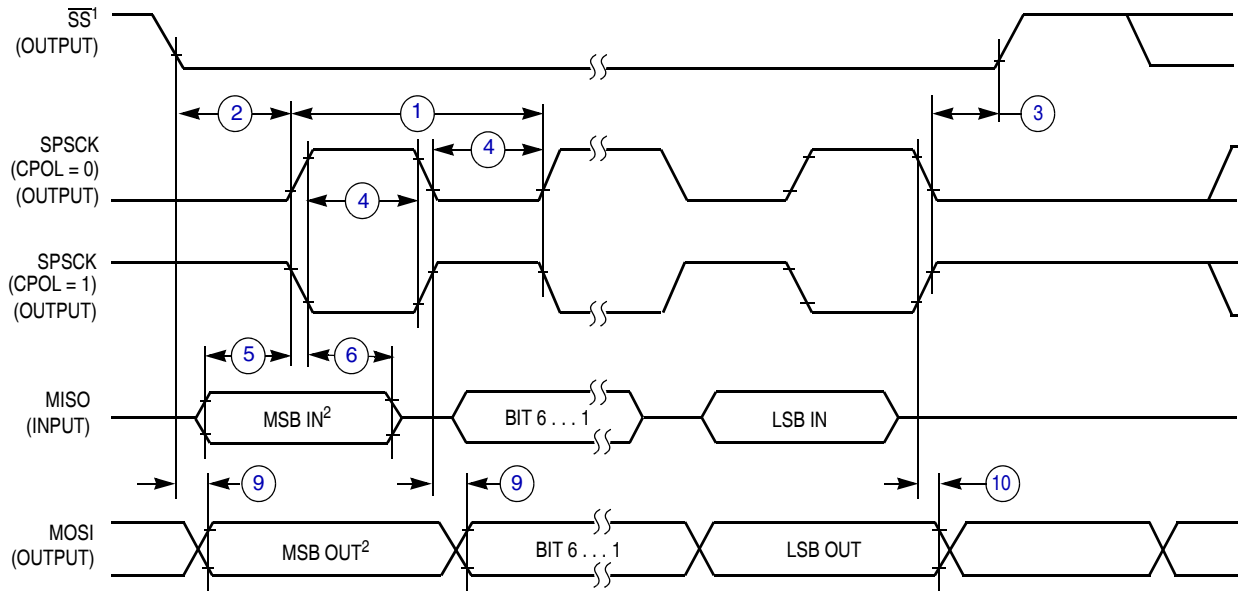 SS¹
(OUTPUT)
2
1
3
SPSCK
(CPOL = 0)
(OUTPUT)
4
4
SPSCK
(CPOL = 1)
(OUTPUT)
5
6
MISO
(INPUT)
MSB IN²
BIT 6 . . . 1
LSB IN
9
9
10
MOSI
(OUTPUT)
MSB OUT²
BIT 6 . . . 1
LSB OUT